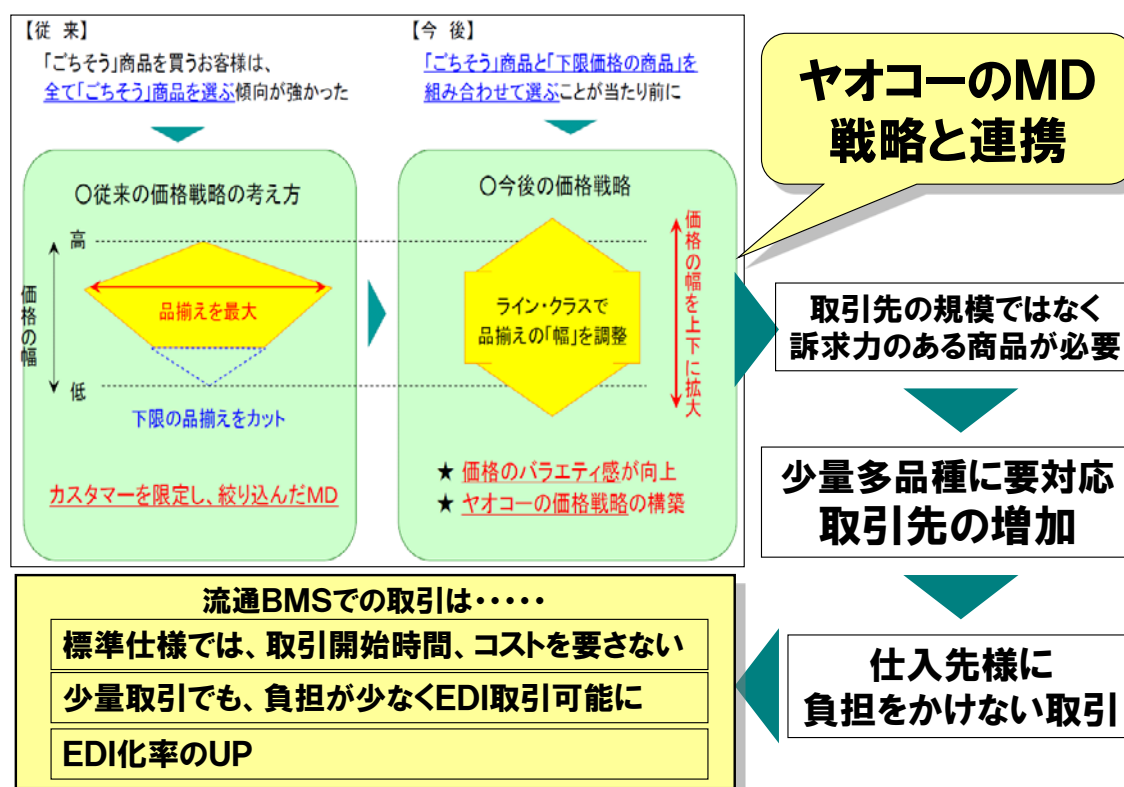 【従 来】
「ごちそう」商品を買うお客様は、
全て「ごちそう」商品を選ぶ傾向が強かった
【今 後】
「ごちそう」商品と「下限価格の商品」を
組み合わせて選ぶことが当たり前に
〇従来の価格戦略の考え方
高
価格の幅
低
品揃えを最大
下限の品揃えをカット
カスタマーを限定し、絞り込んだMD
〇今後の価格戦略
ライン・クラスで
品揃えの「幅」を調整
価格の幅を上下に拡大
★ 価格のバラエティ感が向上
★ ヤオコーの価格戦略の構築
ヤオコーのMD
戦略と連携
取引先の規模ではなく
訴求力のある商品が必要
少量多品種に要対応
取引先の増加
仕入先様に
負担をかけない取引
流通BMSでの取引は・・・・・
標準仕様では、取引開始時間、コストを要さない
少量取引でも、負担が少なくEDI取引可能に
EDI化率のUP